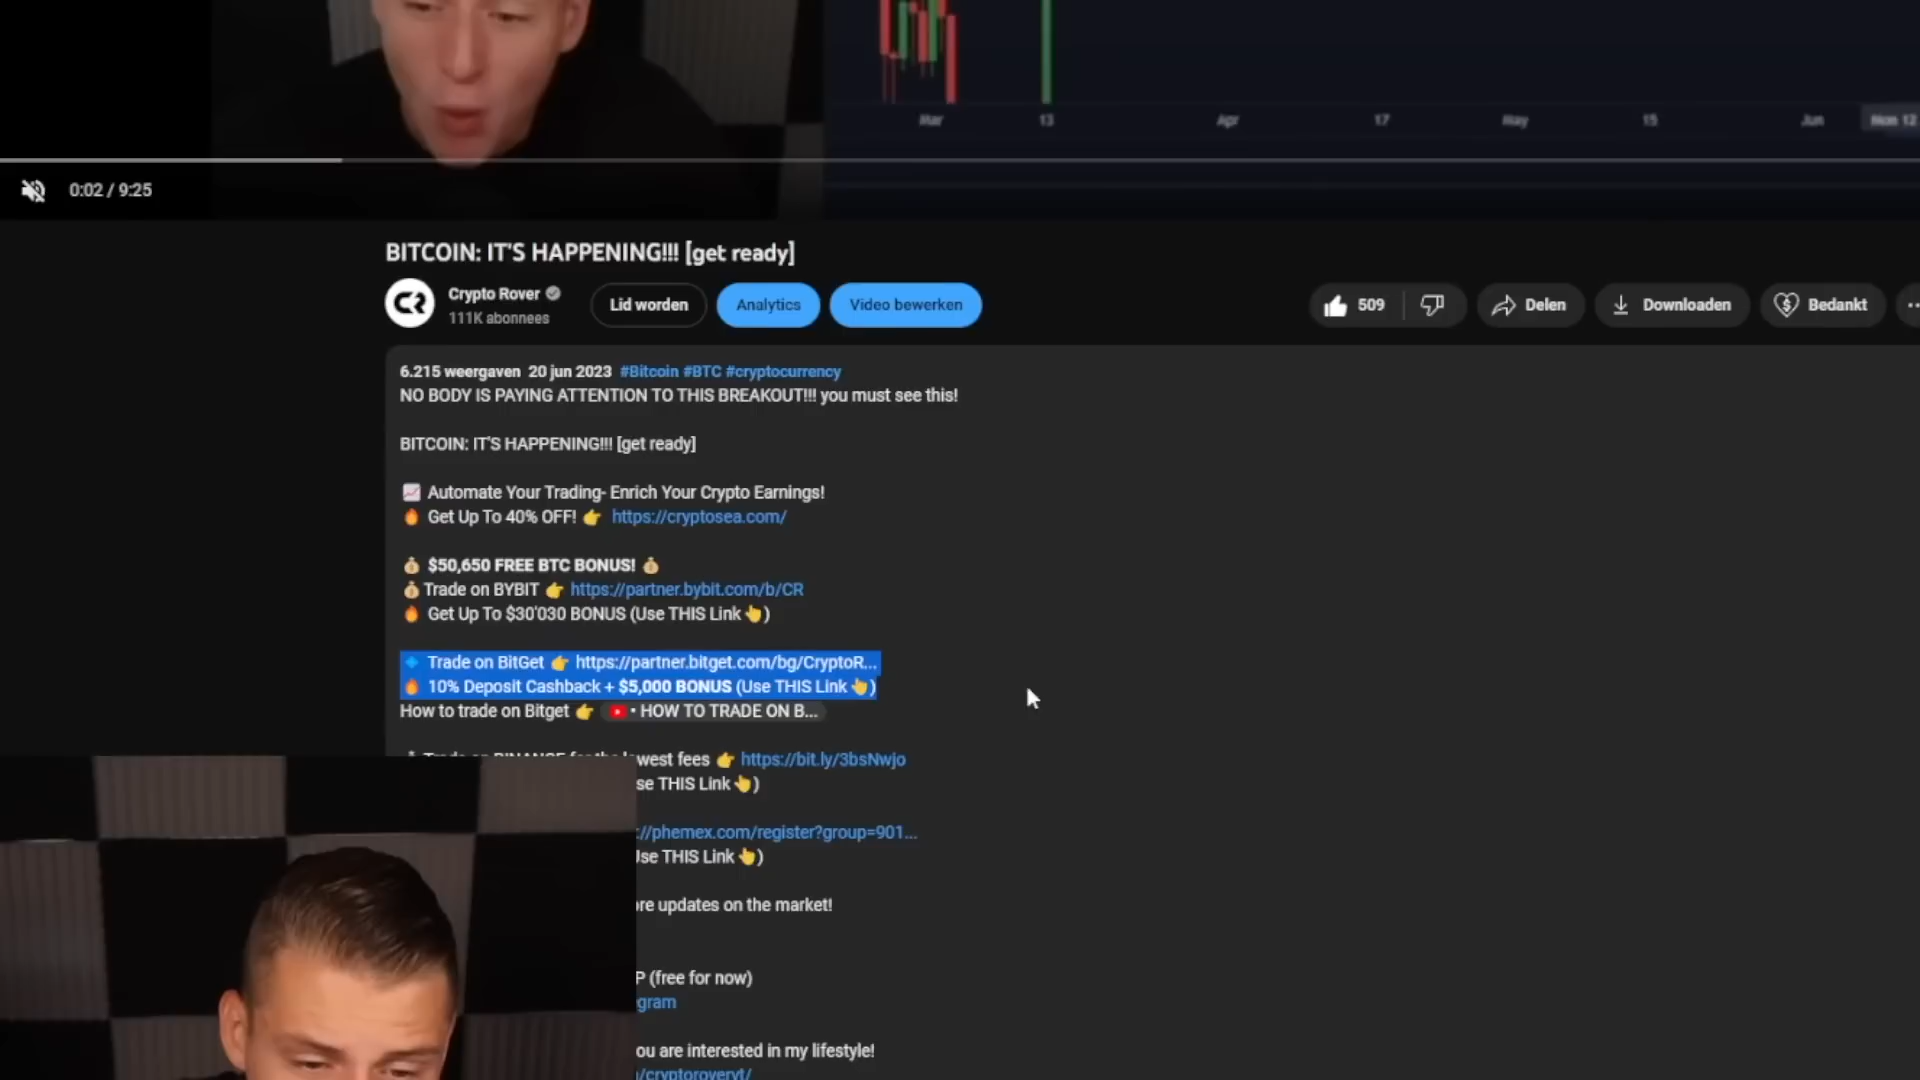 Mar 13 Apr 17 May 15 Jun Mon 12
0:02 / 9:25
BITCOIN: IT'S HAPPENING!!! [get ready]
Crypto Rover
111K abonnees
Lid worden
Analytics
Video bewerken
509
Delen
Downloaden
Bedankt
6.215 weergaven 20 jun 2023 #Bitcoin #BTC #cryptocurrency
NO BODY IS PAYING ATTENTION TO THIS BREAKOUT!!! you must see this!
BITCOIN: IT'S HAPPENING!!! [get ready]
📈 Automate Your Trading- Enrich Your Crypto Earnings!
🔥 Get Up To 40% OFF! 👉 https://cryptosea.com/
💰 $50,650 FREE BTC BONUS! 💰
💰Trade on BYBIT 👉 https://partner.bybit.com/b/CR
🔥 Get Up To $30'030 BONUS (Use THIS Link👆)
🔹 Trade on BitGet 👉 https://partner.bitget.com/bg/CryptoR...
🔥 10% Deposit Cashback + $5,000 BONUS (Use THIS Link👆)
How to trade on Bitget 👉 • HOW TO TRADE ON B...
Trade on BINANCE for the lowest fees 👉 https://bit.ly/3bsNwjo
se THIS Link👆)
://phemex.com/register?group=901...
Use THIS Link👆)
ore updates on the market!
P (free for now)
gram
ou are interested in my lifestyle!
/cryptoroveryt/